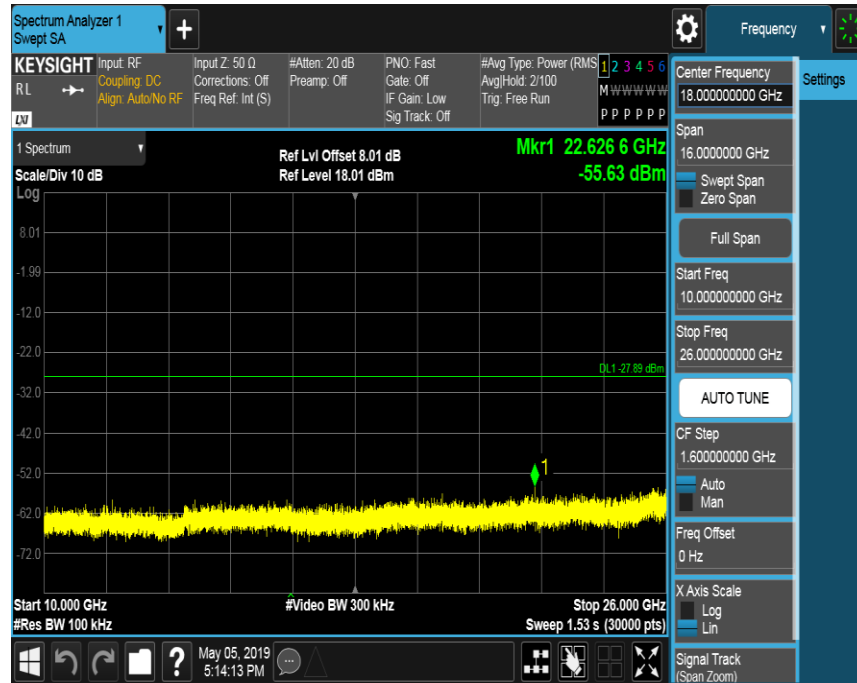 Spectrum Analyzer 1
Swept SA
+
Frequency
KEYSIGHT
RL
LXI
Input: RF
Coupling: DC
Align: Auto/No RF
Input Z: 50 Ω
Corrections: Off
Freq Ref: Int (S)
#Atten: 20 dB
Preamp: Off
PNO: Fast
Gate: Off
IF Gain: Low
Sig Track: Off
#Avg Type: Power (RMS
Avg|Hold: 2/100
Trig: Free Run
1 2 3 4 5 6
M W W W W W
P P P P P P
1 Spectrum
Scale/Div 10 dB
Ref Lvl Offset 8.01 dB
Ref Level 18.01 dBm
Mkr1 22.626 6 GHz
-55.63 dBm
Log
8.01
-1.99
-12.0
-22.0
DL1 -27.89 dBm
-32.0
-42.0
-52.0
1
-62.0
-72.0
Start 10.000 GHz
#Video BW 300 kHz
Stop 26.000 GHz
#Res BW 100 kHz
Sweep 1.53 s (30000 pts)
?
May 05, 2019
5:14:13 PM
Center Frequency
18.000000000 GHz
Settings
Span
16.0000000 GHz
Swept Span
Zero Span
Full Span
Start Freq
10.000000000 GHz
Stop Freq
26.000000000 GHz
AUTO TUNE
CF Step
1.60000000 GHz
Auto
Man
Freq Offset
0 Hz
X Axis Scale
Log
Lin
Signal Track
(Span Zoom)